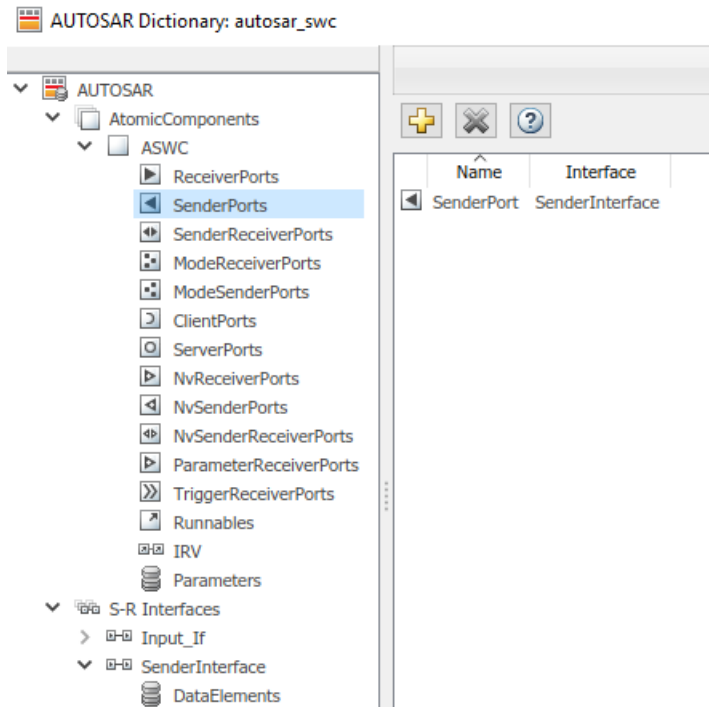 AUTOSAR Dictionary: autosar_swc
AUTOSAR
AtomicComponents
ASWC
ReceiverPorts
SenderPorts
SenderReceiverPorts
ModeReceiverPorts
ModeSenderPorts
ClientPorts
ServerPorts
NvReceiverPorts
NvSenderPorts
NvSenderReceiverPorts
ParameterReceiverPorts
TriggerReceiverPorts
Runnables
IRV
Parameters
S-R Interfaces
Input_If
SenderInterface
DataElements
Name Interface
SenderPort SenderInterface